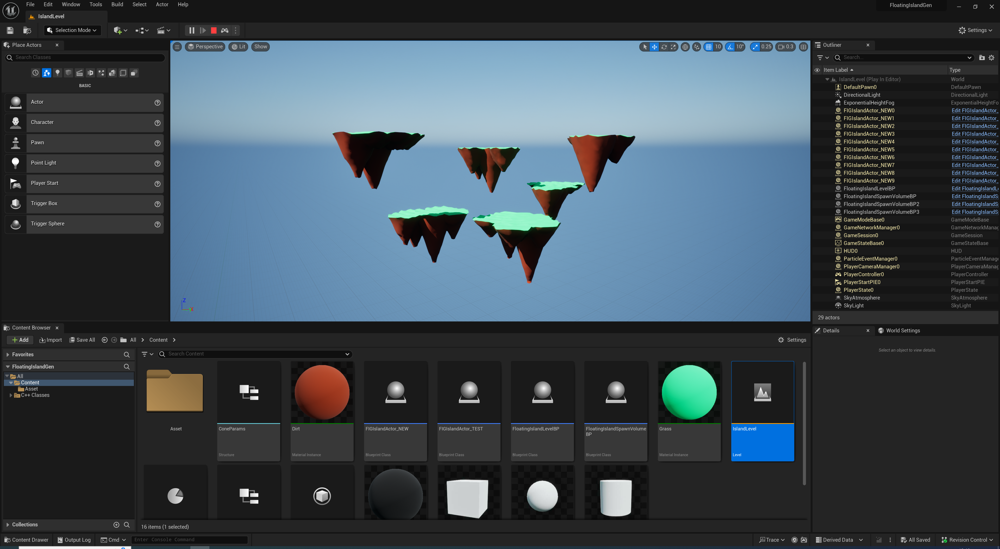 File Edit Window Tools Build Select Actor Help
FloatingIslandGen
IslandLevel
Selection Mode
Settings
Place Actors
Search Classes
BASIC
Actor
Character
Pawn
Point Light
Player Start
Trigger Box
Trigger Sphere
Perspective Lit Show
10 10° 0.25 0.3
Z
X
Outliner
Search...
Item Label Type
IslandLevel (Play In Editor) World
DefaultPawn0 DefaultPawn
DirectionalLight DirectionalLight
ExponentialHeightFog ExponentialHeightFo
FIGIslandActor_NEW0 Edit FIGIslandActor_
FIGIslandActor_NEW1 Edit FIGIslandActor_
FIGIslandActor_NEW2 Edit FIGIslandActor_
FIGIslandActor_NEW3 Edit FIGIslandActor_
FIGIslandActor_NEW4 Edit FIGIslandActor_
FIGIslandActor_NEW5 Edit FIGIslandActor_
FIGIslandActor_NEW6 Edit FIGIslandActor_
FIGIslandActor_NEW7 Edit FIGIslandActor_
FIGIslandActor_NEW8 Edit FIGIslandActor_
FIGIslandActor_NEW9 Edit FIGIslandActor_
FloatingIslandLevelBP Edit FloatingIslandL
FloatingIslandSpawnVolumeBP Edit FloatingIslandS
FloatingIslandSpawnVolumeBP2 Edit FloatingIslandS
FloatingIslandSpawnVolumeBP3 Edit FloatingIslandS
GameModeBase0 GameModeBase
GameNetworkManager0 GameNetworkManag
GameSession0 GameSession
GameStateBase0 GameStateBase
HUD0 HUD
ParticleEventManager0 ParticleEventManage
PlayerCameraManager0 PlayerCameraManag
PlayerController0 PlayerController
PlayerStartPIE0 PlayerStartPIE
PlayerState0 PlayerState
SkyAtmosphere SkyAtmosphere
SkyLight SkyLight
29 actors
Details World Settings
Select an object to view details.
Content Browser
Add Import Save All All Content Settings
Favorites
FloatingIslandGen
All
Content
Asset
C++ Classes
Collections
Search Content
Asset
ConeParams
Structure
Dirt
Material Instance
FIGIslandActor_NEW
Blueprint Class
FIGIslandActor_TEST
Blueprint Class
FloatingIslandLevelBP
Blueprint Class
FloatingIslandSpawnVolume
BP
Blueprint Class
Grass
Material Instance
IslandLevel
Level
16 items (1 selected)
Content Drawer Output Log Cmd Enter Console Command Trace Derived Data All Saved Revision Control